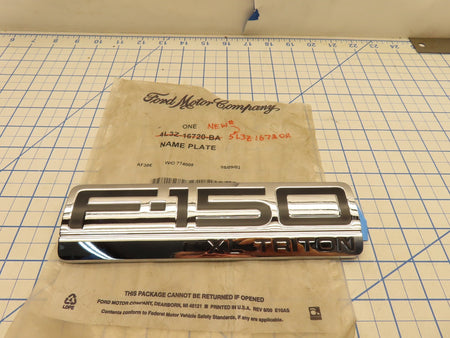 Ford Motor Company
ONE NEW#
4L3Z-16720-BA 5L3Z16720A
NAME PLATE
F-150
XL TRITON
LDPE
THIS PACKAGE CANNOT BE RETURNED IF OPENED
FORD MOTOR COMPANY, DEARBORN, MI 48121 PRINTED IN U.S.A.
Contents conform to Federal Motor Vehicle Safety Standards, if any are applicable.